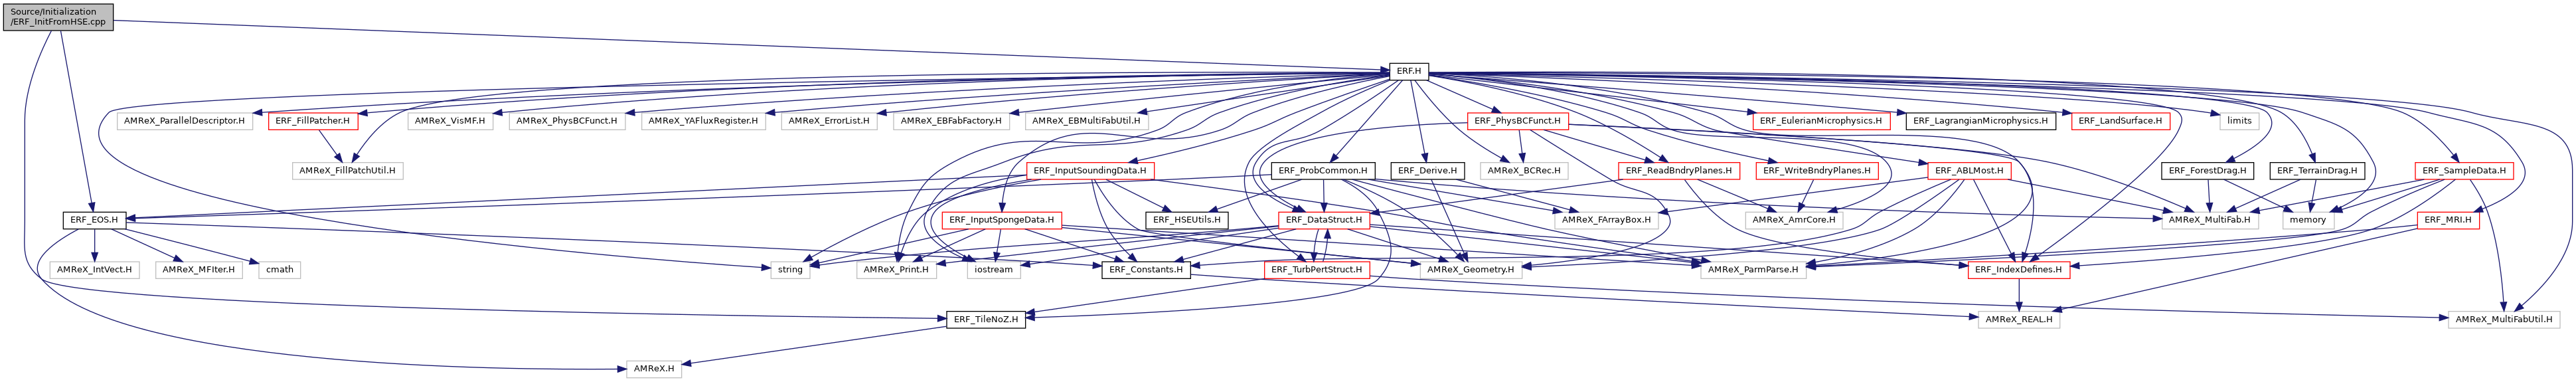 Source/Initialization
/ERF_InitFromHSE.cpp
ERF.H
AMReX_ParallelDescriptor.H
ERF_FillPatcher.H
AMReX_VisMF.H
AMReX_PhysBCFunct.H
AMReX_YAFluxRegister.H
AMReX_ErrorList.H
AMReX_EBFabFactory.H
AMReX_EBMultiFabUtil.H
ERF_PhysBCFunct.H
ERF_EulerianMicrophysics.H
ERF_LagrangianMicrophysics.H
ERF_LandSurface.H
limits
AMReX_FillPatchUtil.H
ERF_InputSoundingData.H
ERF_ProbCommon.H
ERF_Derive.H
AMReX_BCRec.H
ERF_ReadBndryPlanes.H
ERF_WriteBndryPlanes.H
ERF_ABLMost.H
ERF_ForestDrag.H
ERF_TerrainDrag.H
ERF_SampleData.H
ERF_EOS.H
ERF_InputSpongeData.H
ERF_HSEUtils.H
ERF_DataStruct.H
AMReX_FArrayBox.H
AMReX_AmrCore.H
AMReX_MultiFab.H
memory
ERF_MRI.H
AMReX_IntVect.H
AMReX_MFIter.H
cmath
string
AMReX_Print.H
iostream
ERF_Constants.H
ERF_TurbPertStruct.H
AMReX_Geometry.H
AMReX_ParmParse.H
ERF_IndexDefines.H
ERF_TileNoZ.H
AMReX_REAL.H
AMReX_MultiFabUtil.H
AMReX.H